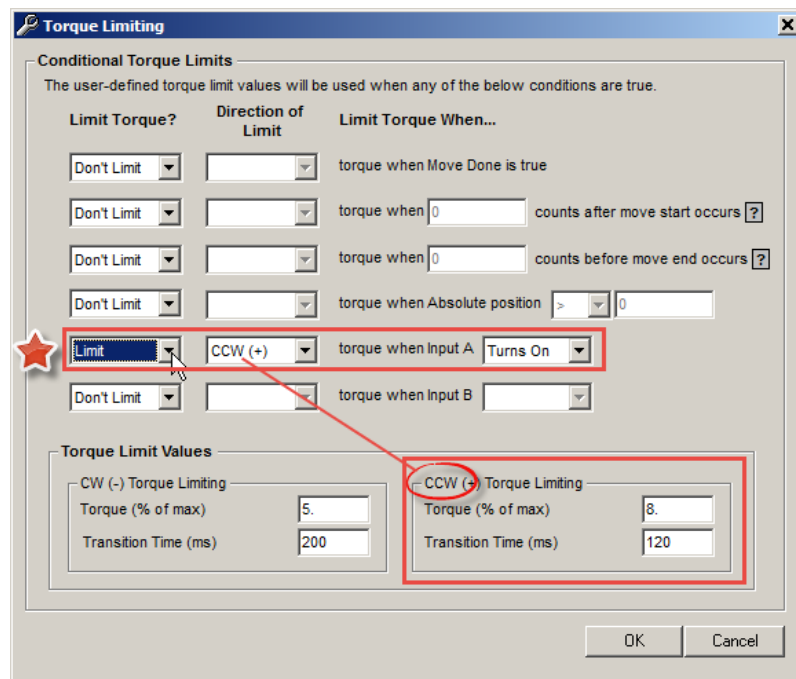 Torque Limiting
Conditional Torque Limits
The user-defined torque limit values will be used when any of the below conditions are true.
Limit Torque? Direction of Limit Limit Torque When...
Don't Limit torque when Move Done is true
Don't Limit torque when 0 counts after move start occurs ?
Don't Limit torque when 0 counts before move end occurs ?
Don't Limit torque when Absolute position > 0
Limit CCW (+) torque when Input A Turns On
Don't Limit torque when Input B
Torque Limit Values
CW (-) Torque Limiting
Torque (% of max) 5.
Transition Time (ms) 200
CCW (+) Torque Limiting
Torque (% of max) 8.
Transition Time (ms) 120
OK Cancel